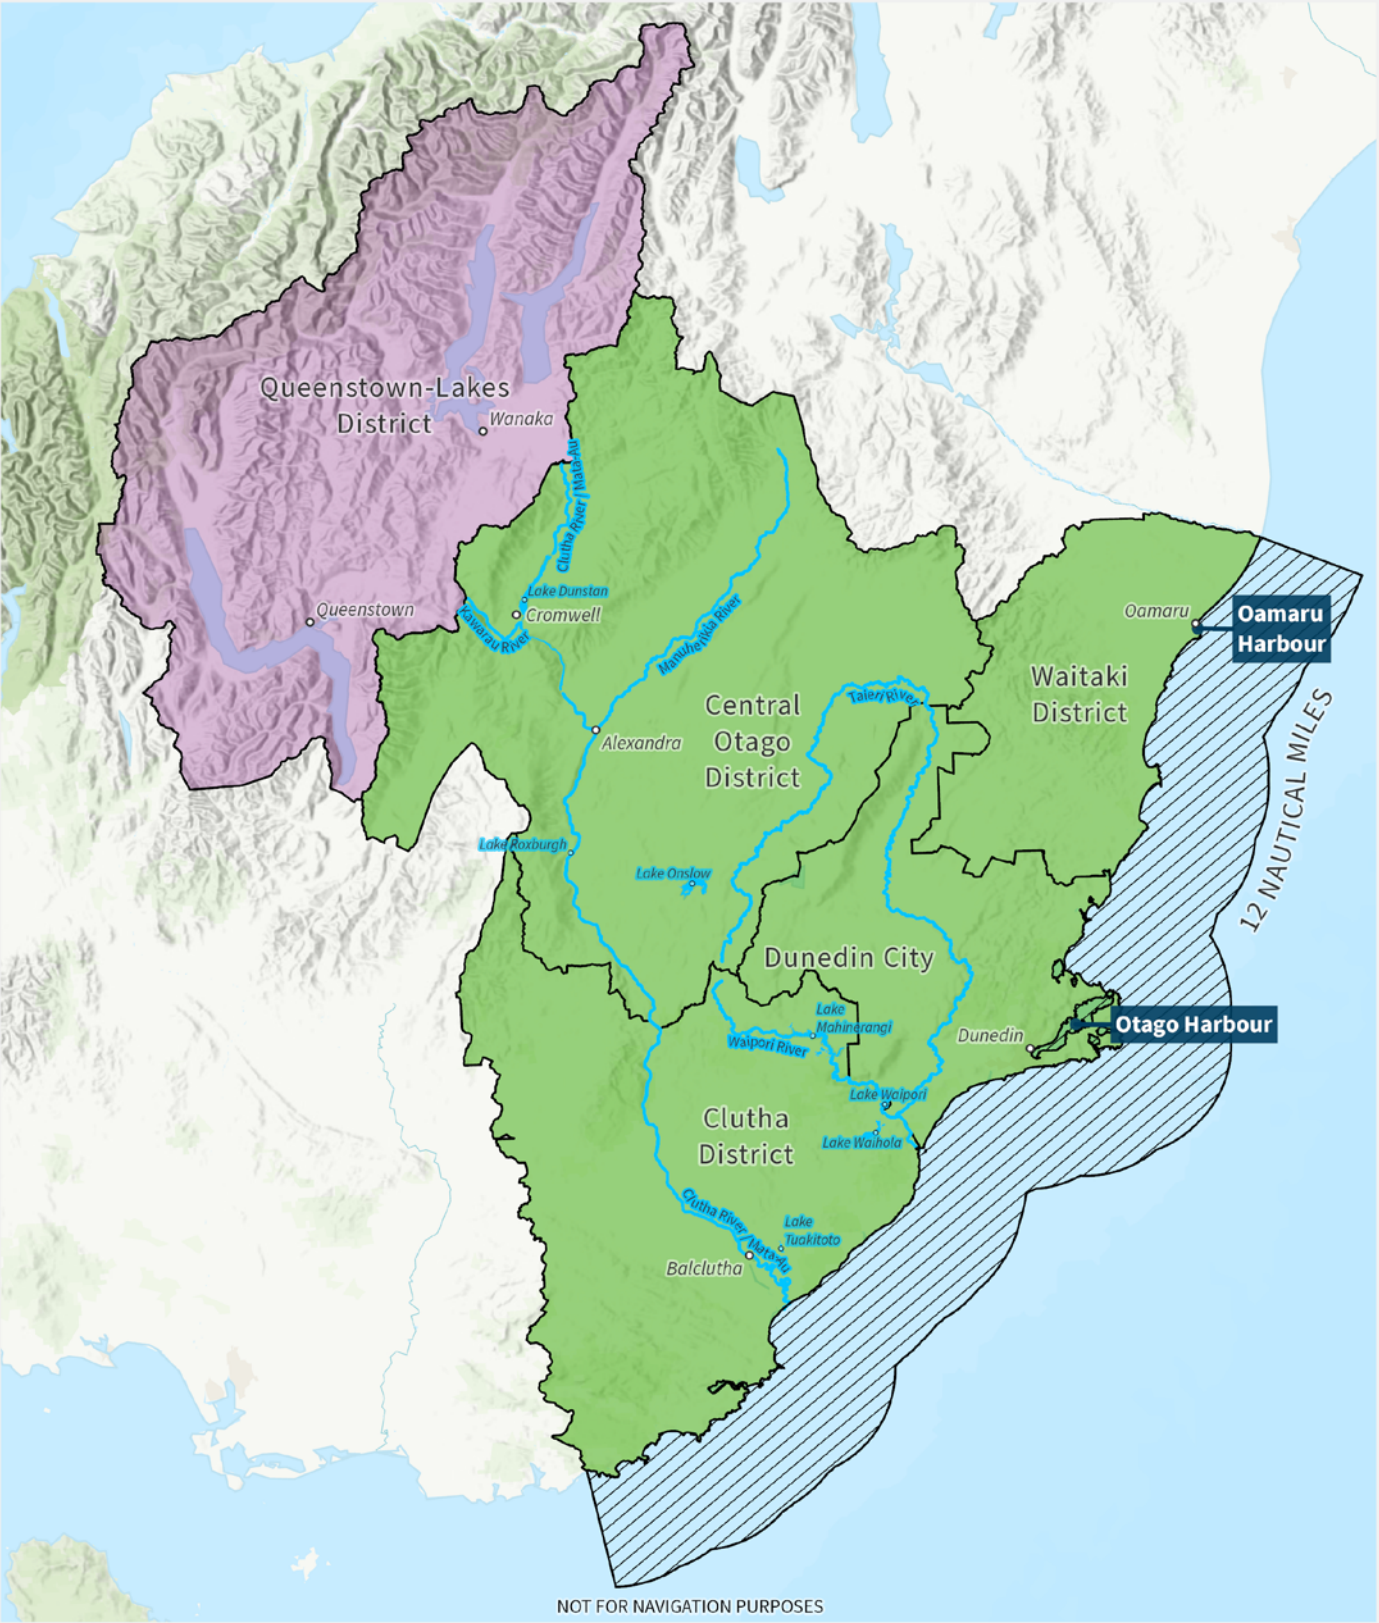 Queenstown-Lakes
District
Wanaka
Clutha River / Mata-Au
Lake Dunstan
Cromwell
Kawarau River
Queenstown
Manuherikia River
Oamaru
Oamaru
Harbour
Waitaki
District
Central
Otago
District
Taieri River
Alexandra
12 NAUTICAL MILES
Lake Roxburgh
Lake Onslow
Dunedin City
Lake
Mahinerangi
Waipori River
Dunedin
Otago Harbour
Lake Waipori
Clutha
District
Lake Waihola
Clutha River / Mata-Au
Lake
Tuakitoto
Balclutha
NOT FOR NAVIGATION PURPOSES